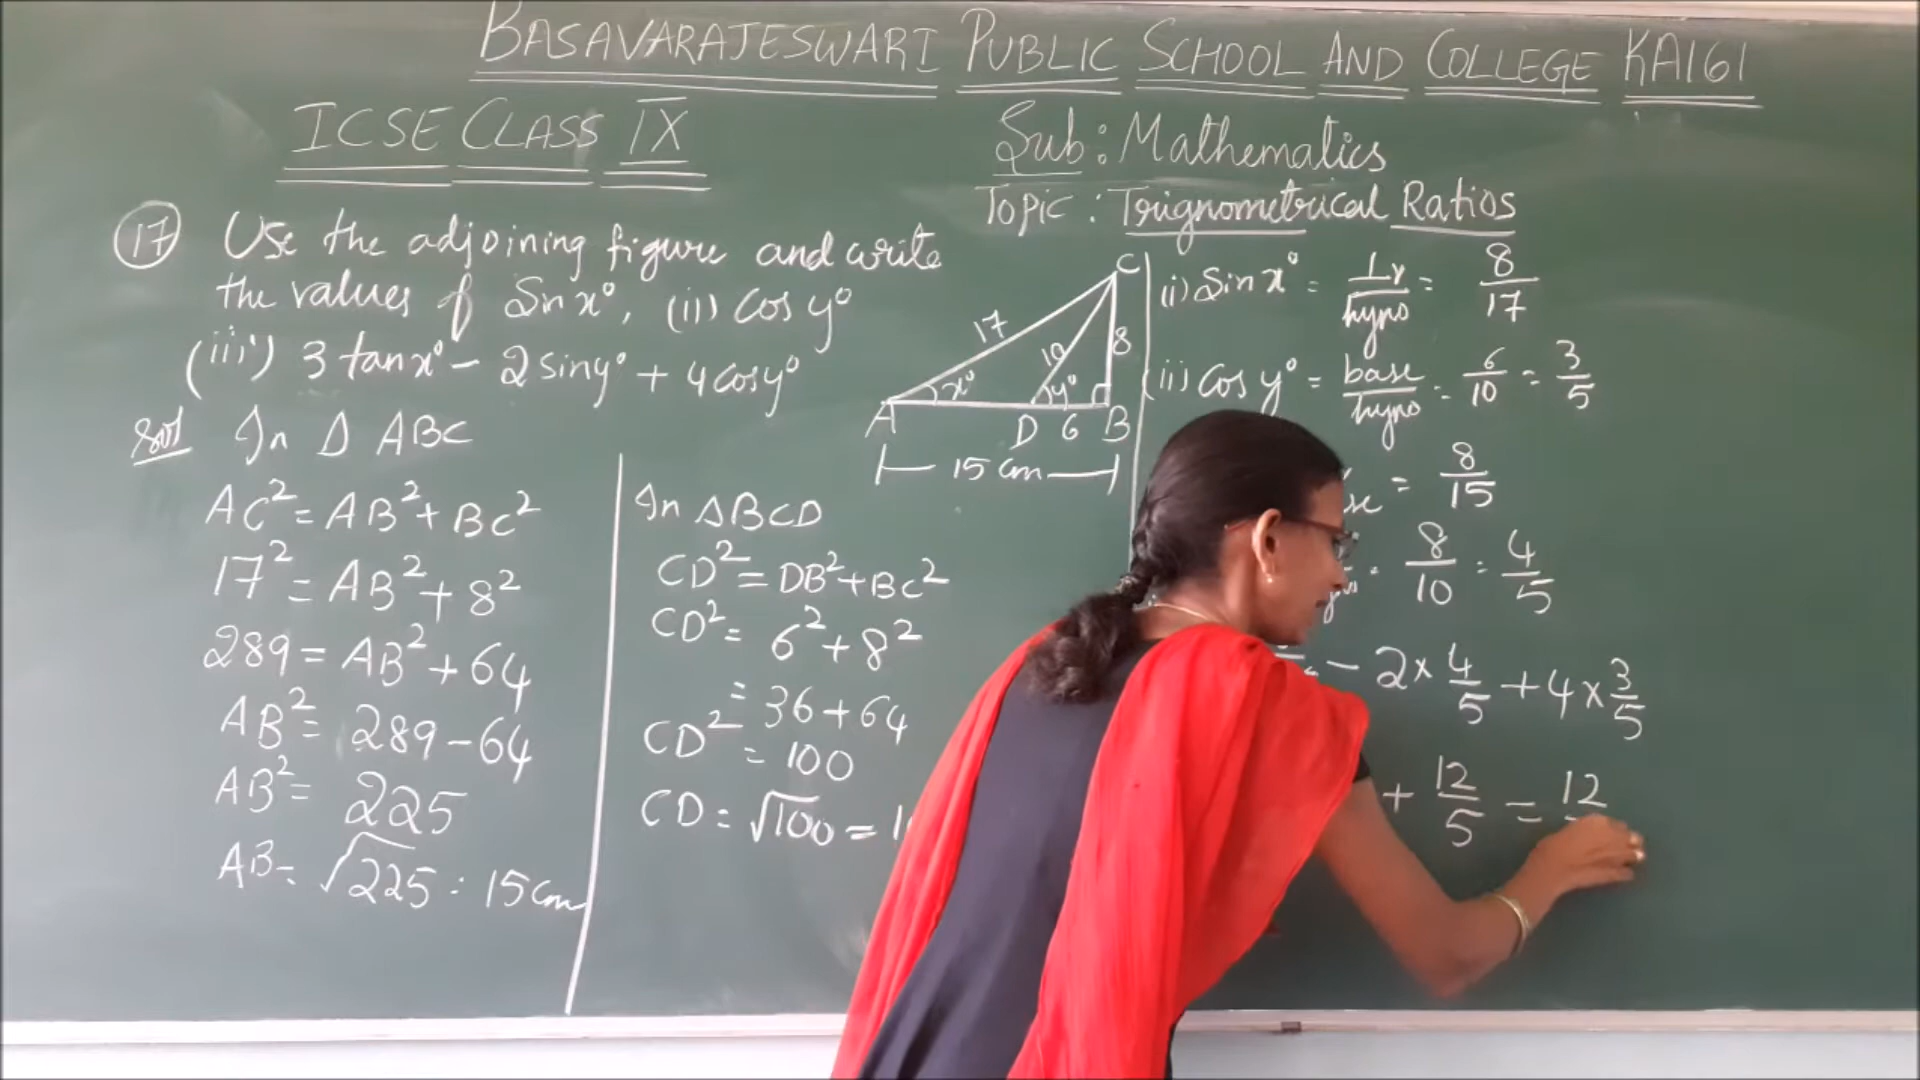 BASAVARAJESWARI PUBLIC SCHOOL AND COLLEGE KA161
ICSE CLASS IX
Sub: Mathematics
Topic: Trignometrical Ratios
17 Use the adjoining figure and write
the values of Sin x°, (ii) Cos y°
(iii) 3 tan x° - 2 sin y° + 4 cos y°
Sol In Δ ABC
AC² = AB² + BC²
17² = AB² + 8²
289 = AB² + 64
AB² = 289 - 64
AB² = 225
AB = √225 = 15 cm
In Δ BCD
CD² = DB² + BC²
CD² = 6² + 8²
= 36 + 64
CD² = 100
CD = √100 =
C
17
10
8
x°
y°
A D 6 B
15 cm
(i) Sin x° = Lr/hypo = 8/17
(ii) Cos y° = base/hypo = 6/10 = 3/5
= 8/15
= 8/10 = 4/5
- 2 × 4/5 + 4 × 3/5
+ 12/5 = 12